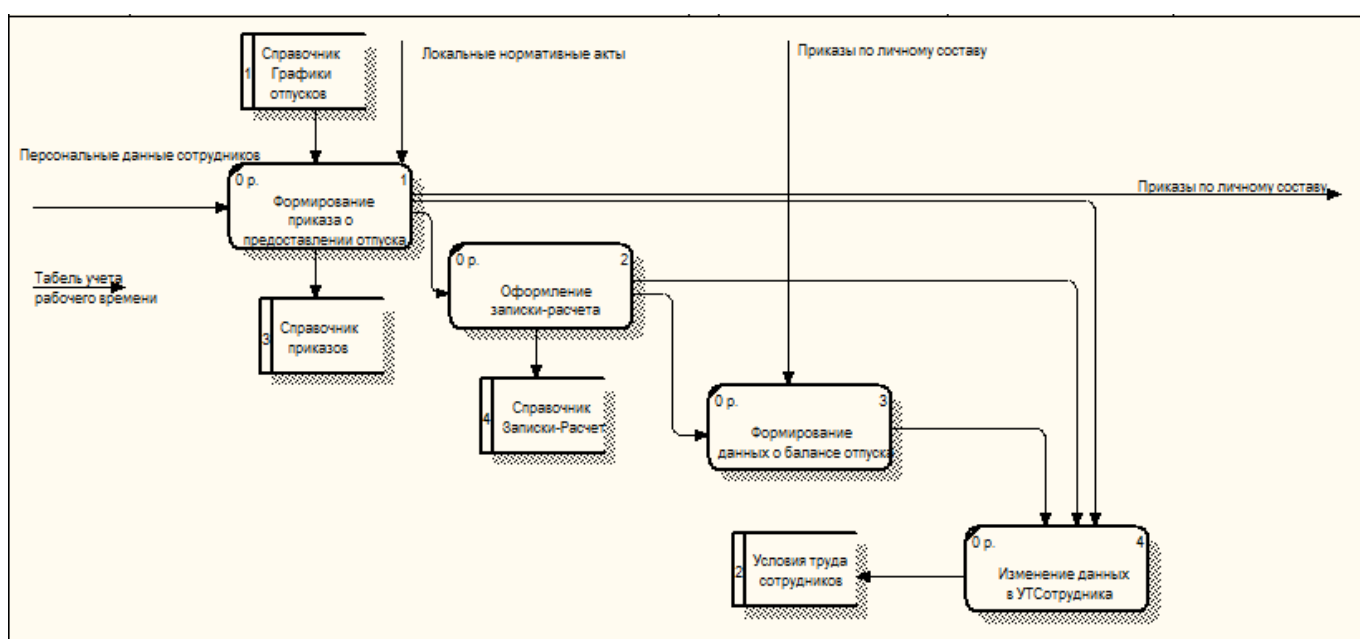 1
Справочник
Графики
отпусков
Локальные нормативные акты
Приказы по личному составу
Персональные данные сотрудников
0 р.
1
Формирование
приказа о
предоставлении отпуска
Приказы по личному составу
0 р.
2
Оформление
записки-расчета
Табель учета
рабочего времени
3
Справочник
приказов
4
Справочник
Записки-Расчет
0 р.
3
Формирование
данных о балансе отпуска
2
Условия труда
сотрудников
0 р.
4
Изменение данных
в УТСотрудника